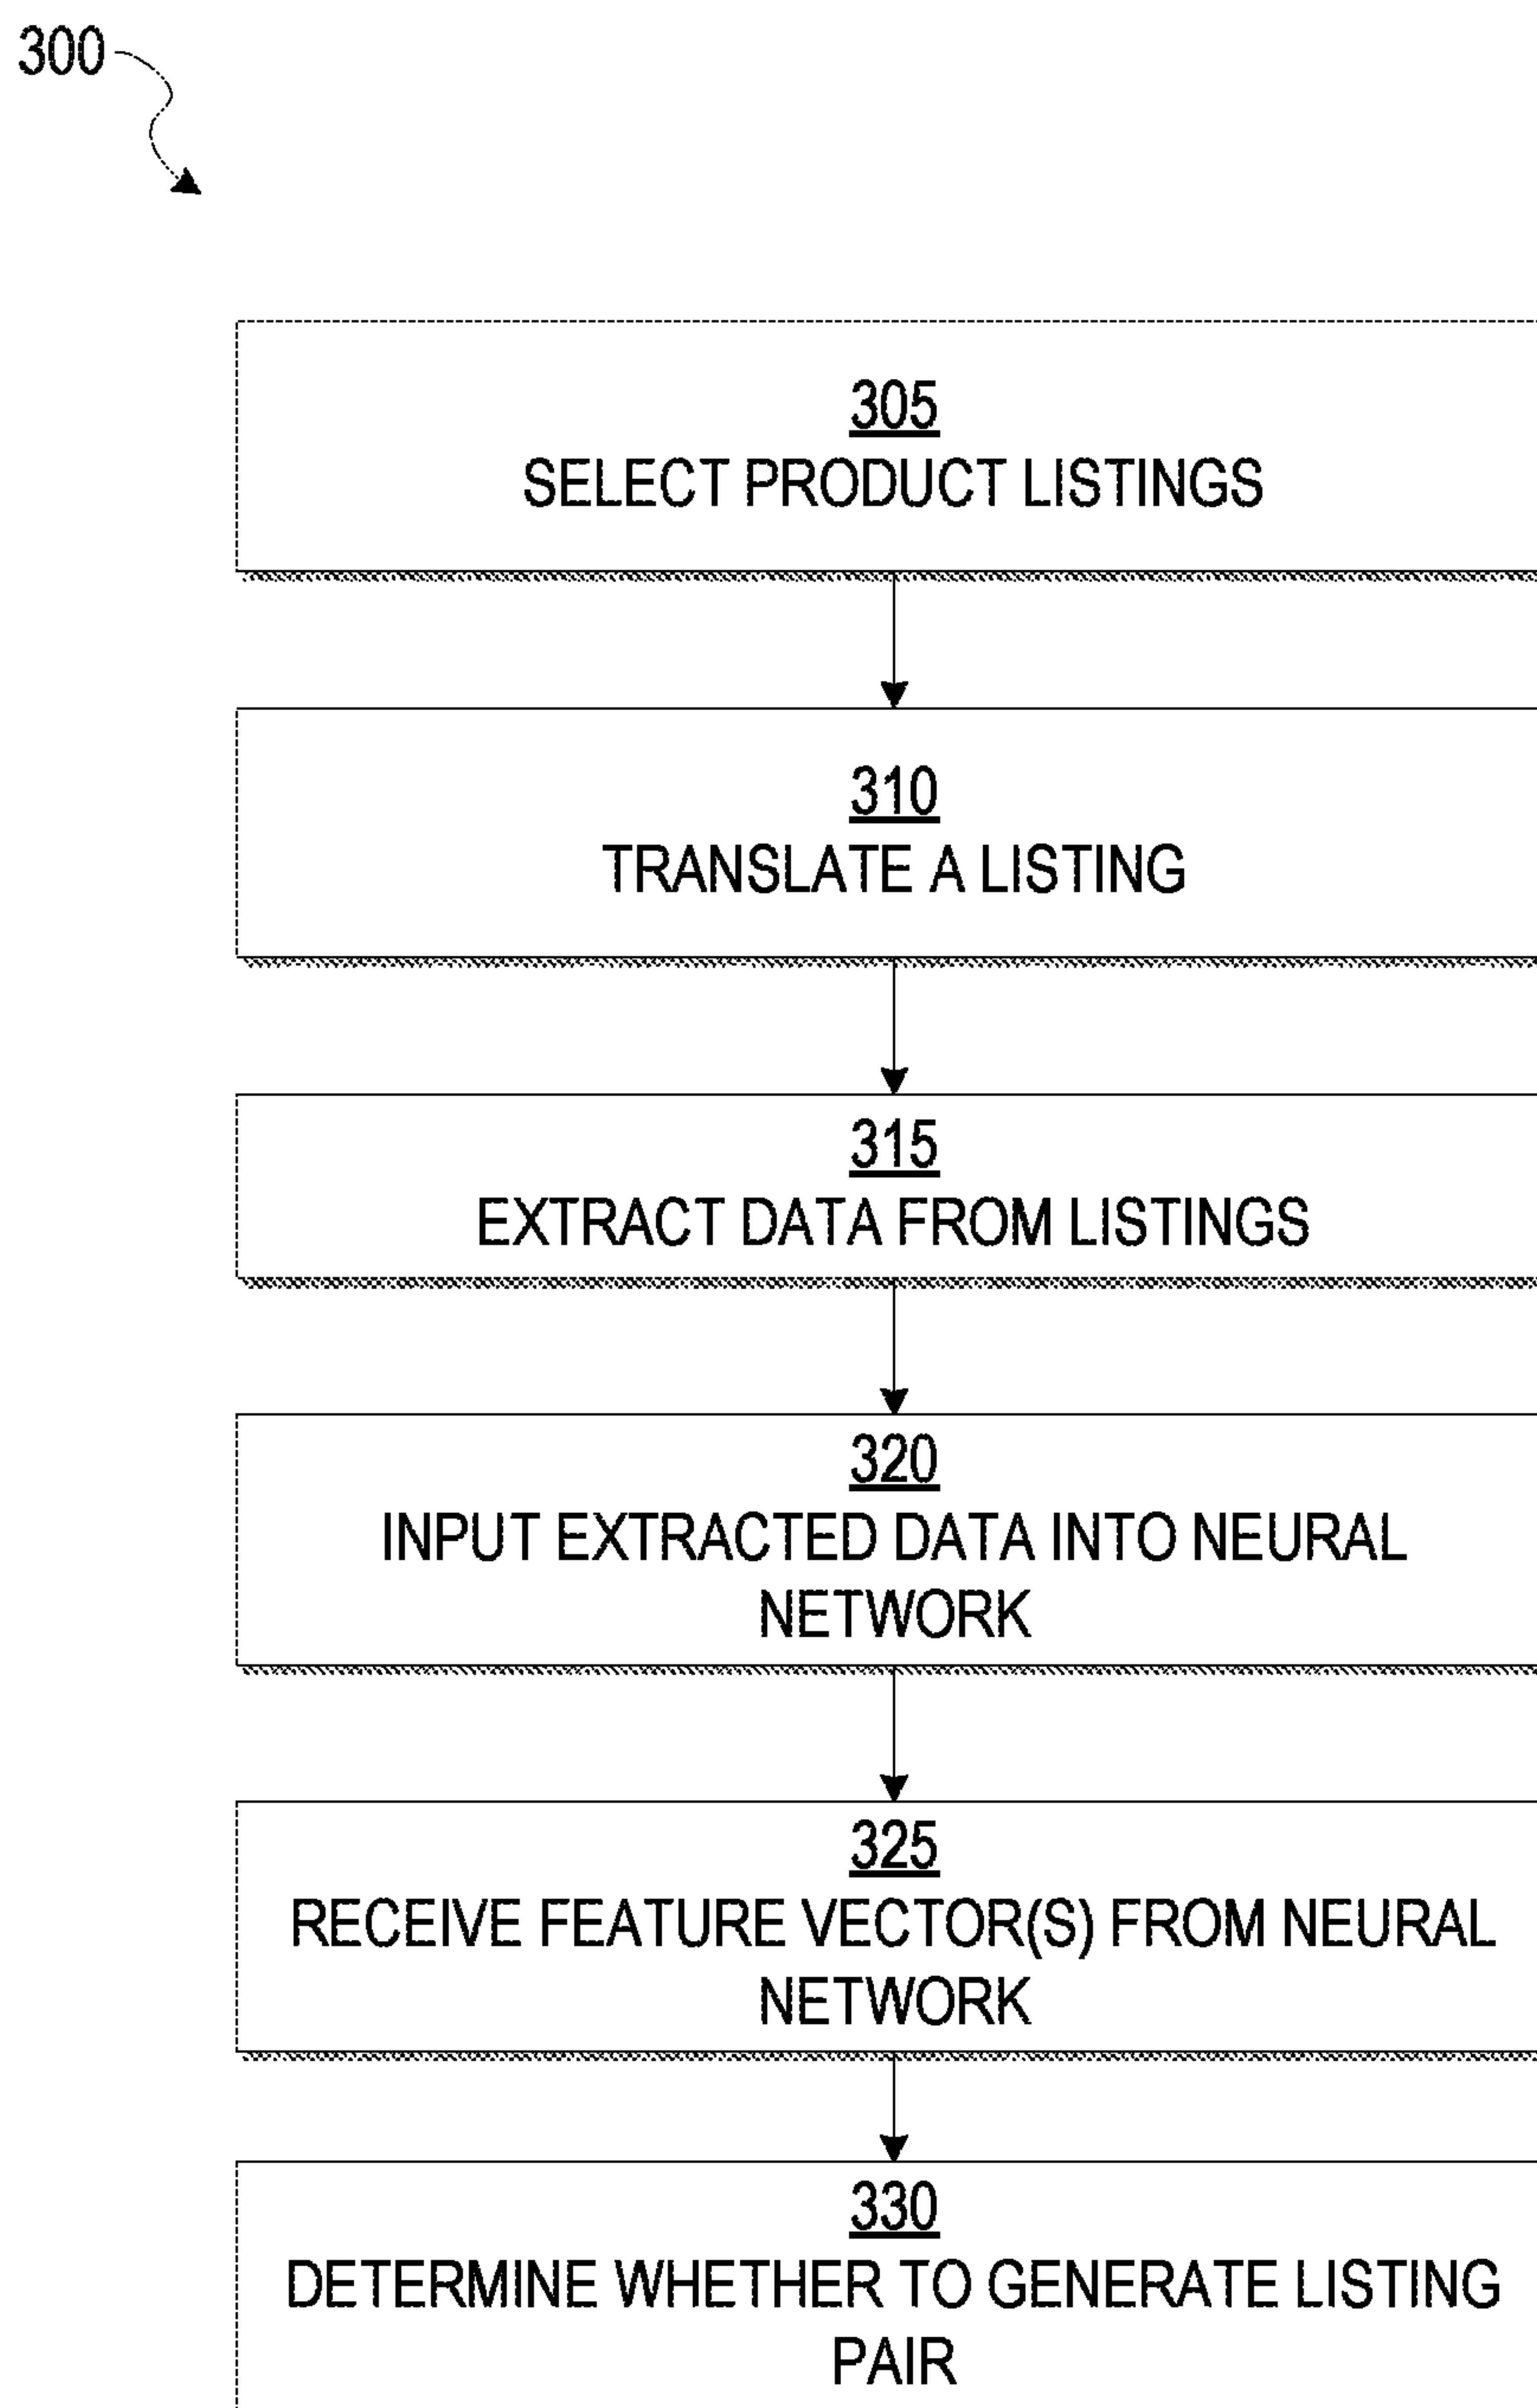 300
305
SELECT PRODUCT LISTINGS
310
TRANSLATE A LISTING
315
EXTRACT DATA FROM LISTINGS
320
INPUT EXTRACTED DATA INTO NEURAL
NETWORK
325
RECEIVE FEATURE VECTOR(S) FROM NEURAL
NETWORK
330
DETERMINE WHETHER TO GENERATE LISTING
PAIR